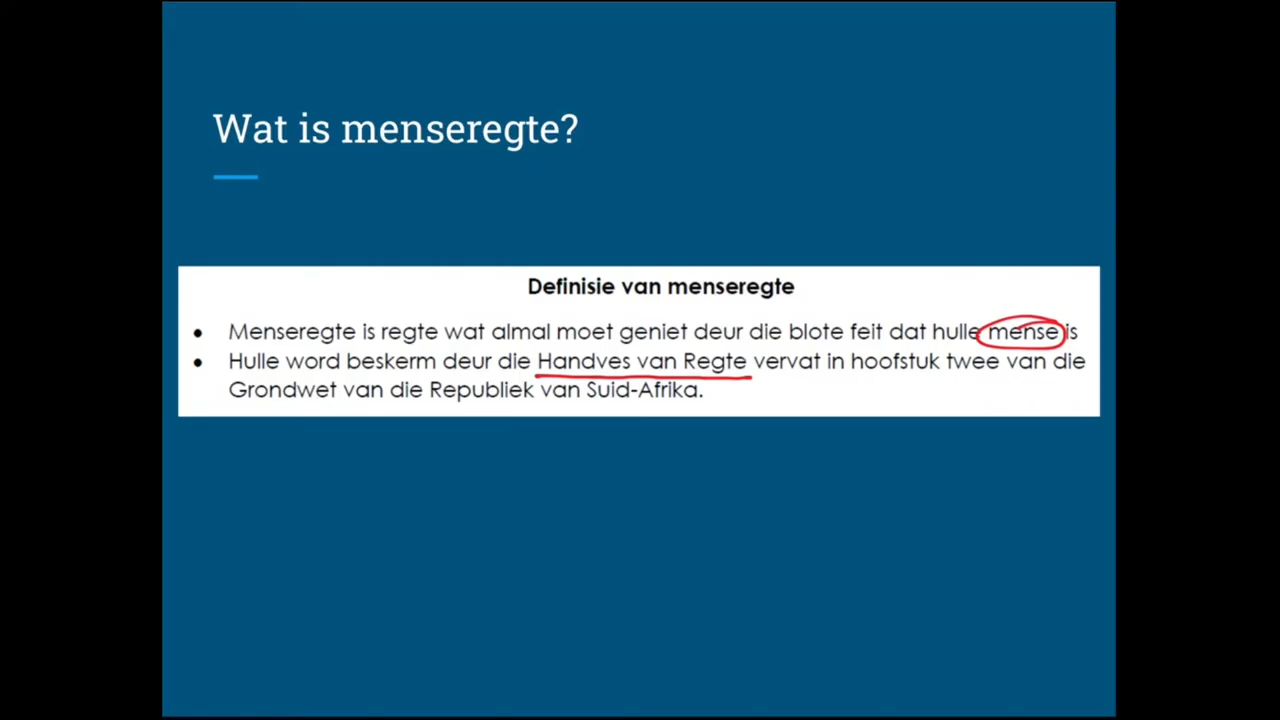 Wat is menseregte?
Definisie van menseregte
• Menseregte is regte wat almal moet geniet deur die blote feit dat hulle mense is
• Hulle word beskerm deur die Handves van Regte vervat in hoofstuk twee van die
Grondwet van die Republiek van Suid-Afrika.